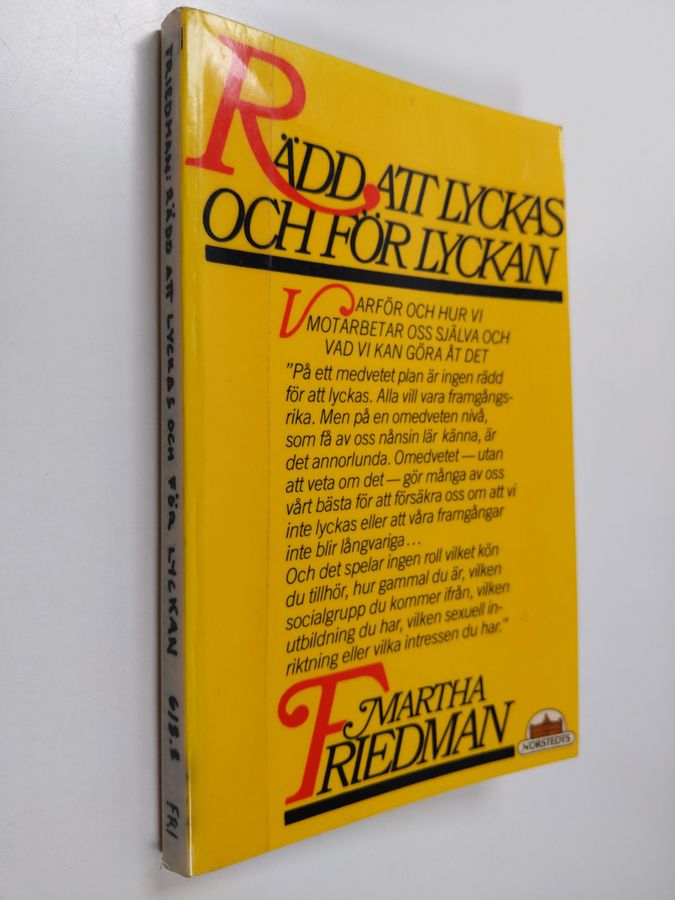 RÄDD ATT LYCKAS
OCH FÖR LYCKAN
VARFÖR OCH HUR VI
MOTARBETAR OSS SJÄLVA OCH
VAD VI KAN GÖRA ÅT DET
"På ett medvetet plan är ingen rädd
för att lyckas. Alla vill vara framgångs-
rika. Men på en omedveten nivå,
som få av oss nånsin lär känna, är
det annorlunda. Omedvetet — utan
att veta om det — gör många av oss
vårt bästa för att försäkra oss om att vi
inte lyckas eller att våra framgångar
inte blir långvariga...
Och det spelar ingen roll vilket kön
du tillhör, hur gammal du är, vilken
socialgrupp du kommer ifrån, vilken
utbildning du har, vilken sexuell in-
riktning eller vilka intressen du har."
MARTHA
FRIEDMAN
NORSTEDTS
FRIEDMAN: RÄDD ATT LYCKAS OCH FÖR LYCKAN 618.8 FRI